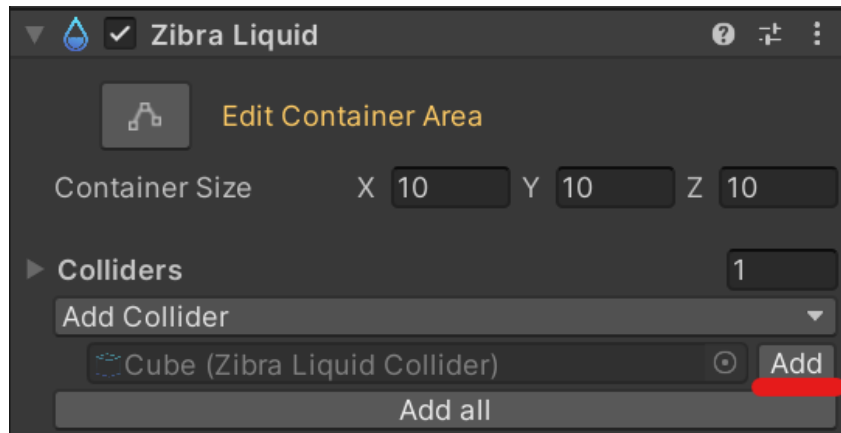 Zibra Liquid
Edit Container Area
Container Size X 10 Y 10 Z 10
Colliders 1
Add Collider
Cube (Zibra Liquid Collider) Add
Add all